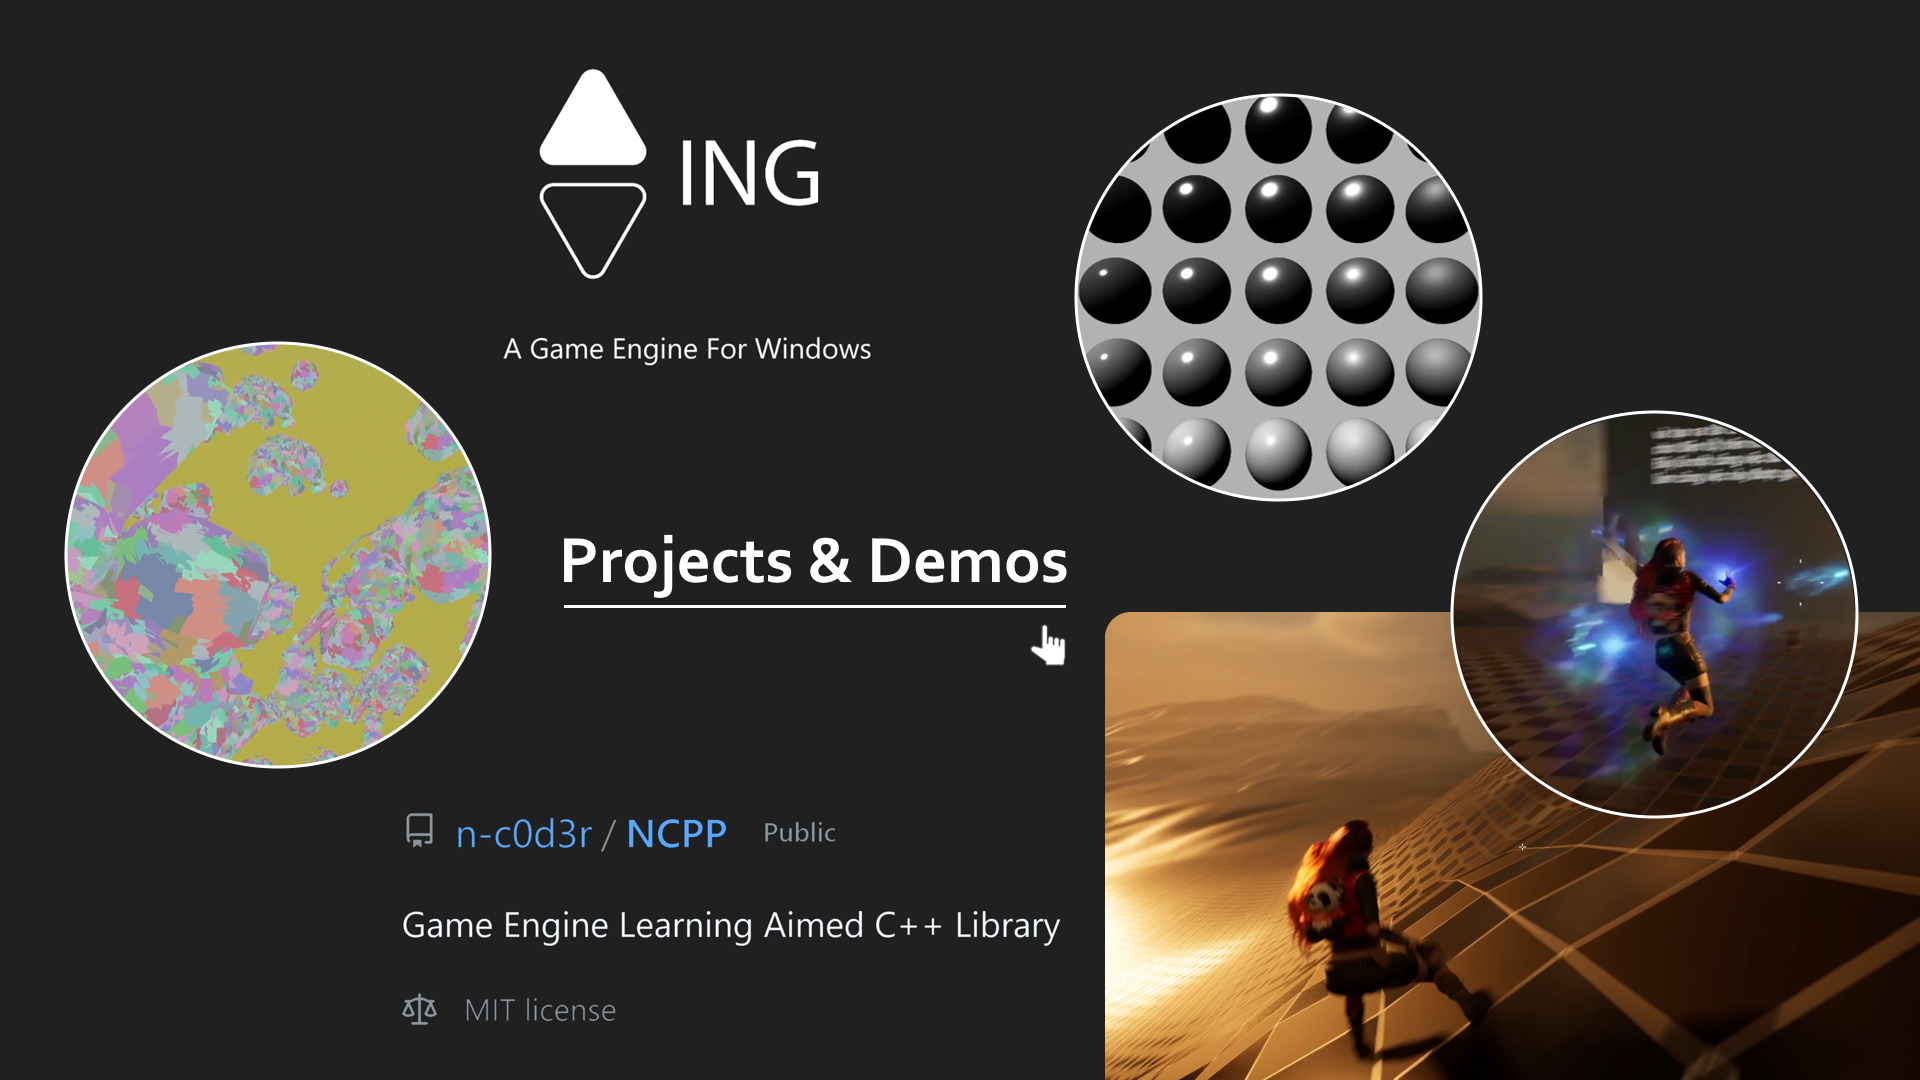 ING
A Game Engine For Windows
Projects & Demos
n-c0d3r / NCPP Public
Game Engine Learning Aimed C++ Library
MIT license